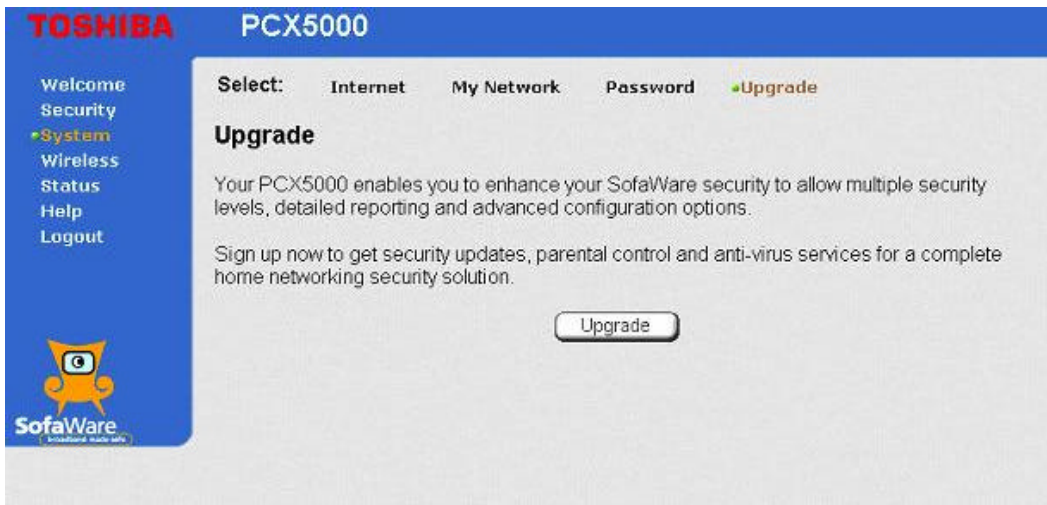 TOSHIBA PCX5000
Welcome
Security
System
Wireless
Status
Help
Logout
SofaWare
broadband made safe
Select: Internet My Network Password Upgrade
Upgrade
Your PCX5000 enables you to enhance your SofaWare security to allow multiple security
levels, detailed reporting and advanced configuration options.
Sign up now to get security updates, parental control and anti-virus services for a complete
home networking security solution.
Upgrade